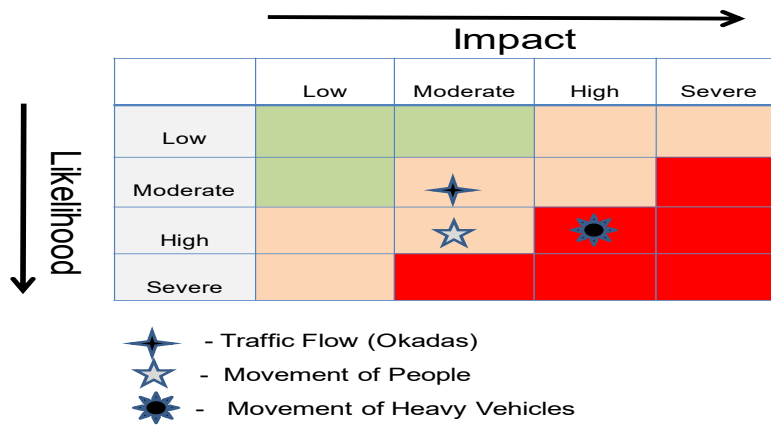 Impact
Low Moderate High Severe
Likelihood
Low
Moderate
High
Severe
- Traffic Flow (Okadas)
- Movement of People
- Movement of Heavy Vehicles